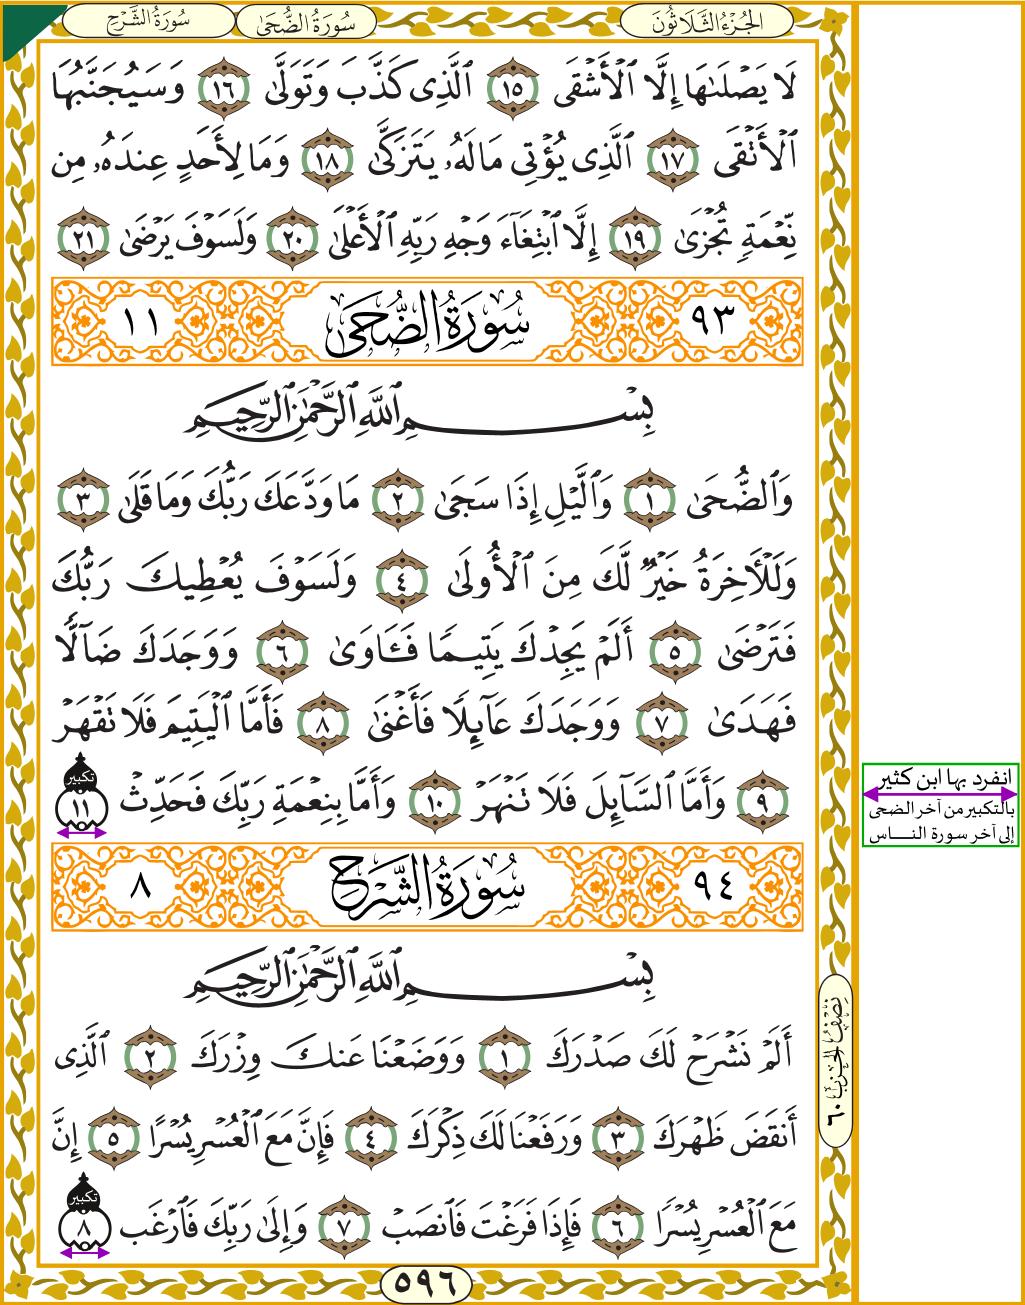 الجُزْءُ الثَّلَاثُونَ سُورَةُ الضُّحَىٰ سُورَةُ الشَّرْحِ
لَا يَصْلَىٰهَا إِلَّا ٱلْأَشْقَى ١٥ ٱلَّذِى كَذَّبَ وَتَوَلَّىٰ ١٦ وَسَيُجَنَّبُهَا
ٱلْأَتْقَى ١٧ ٱلَّذِى يُؤْتِى مَالَهُۥ يَتَزَكَّىٰ ١٨ وَمَا لِأَحَدٍ عِندَهُۥ مِن
نِّعْمَةٍ تُجْزَىٰ ١٩ إِلَّا ٱبْتِغَآءَ وَجْهِ رَبِّهِ ٱلْأَعْلَىٰ ٢٠ وَلَسَوْفَ يَرْضَىٰ ٢١
٩٣ سُورَةُ الضُّحَىٰ ١١
بِسْمِ ٱللَّهِ ٱلرَّحْمَٰنِ ٱلرَّحِيمِ
وَٱلضُّحَىٰ ١ وَٱلَّيْلِ إِذَا سَجَىٰ ٢ مَا وَدَّعَكَ رَبُّكَ وَمَا قَلَىٰ ٣
وَلَلْـَٔاخِرَةُ خَيْرٌ لَّكَ مِنَ ٱلْأُولَىٰ ٤ وَلَسَوْفَ يُعْطِيكَ رَبُّكَ
فَتَرْضَىٰ ٥ أَلَمْ يَجِدْكَ يَتِيمًا فَـَٔاوَىٰ ٦ وَوَجَدَكَ ضَآلًّا
فَهَدَىٰ ٧ وَوَجَدَكَ عَآئِلًا فَأَغْنَىٰ ٨ فَأَمَّا ٱلْيَتِيمَ فَلَا تَقْهَرْ
٩ وَأَمَّا ٱلسَّآئِلَ فَلَا تَنْهَرْ ١٠ وَأَمَّا بِنِعْمَةِ رَبِّكَ فَحَدِّثْ تكبير ١١
انفرد بها ابن كثير
بالتكبير من آخر الضحى
إلى آخر سورة الناس
٩٤ سُورَةُ الشَّرْحِ ٨
بِسْمِ ٱللَّهِ ٱلرَّحْمَٰنِ ٱلرَّحِيمِ
أَلَمْ نَشْرَحْ لَكَ صَدْرَكَ ١ وَوَضَعْنَا عَنكَ وِزْرَكَ ٢ ٱلَّذِى
أَنقَضَ ظَهْرَكَ ٣ وَرَفَعْنَا لَكَ ذِكْرَكَ ٤ فَإِنَّ مَعَ ٱلْعُسْرِ يُسْرًا ٥ إِنَّ
مَعَ ٱلْعُسْرِ يُسْرًا ٦ فَإِذَا فَرَغْتَ فَٱنصَبْ ٧ وَإِلَىٰ رَبِّكَ فَٱرْغَب تكبير ٨
نِصْفُ الحِزْبِ ٦٠
٥٩٦